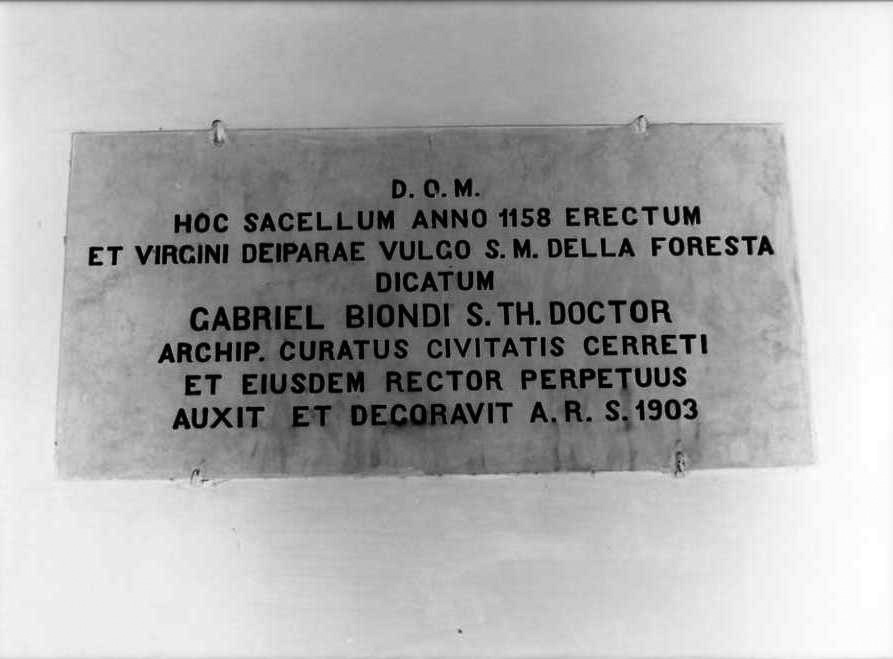 D. O. M.
HOC SACELLUM ANNO 1158 ERECTUM
ET VIRGINI DEIPARAE VULGO S. M. DELLA FORESTA
DICATUM
GABRIEL BIONDI S. TH. DOCTOR
ARCHIP. CURATUS CIVITATIS CERRETI
ET EIUSDEM RECTOR PERPETUUS
AUXIT ET DECORAVIT A. R. S. 1903